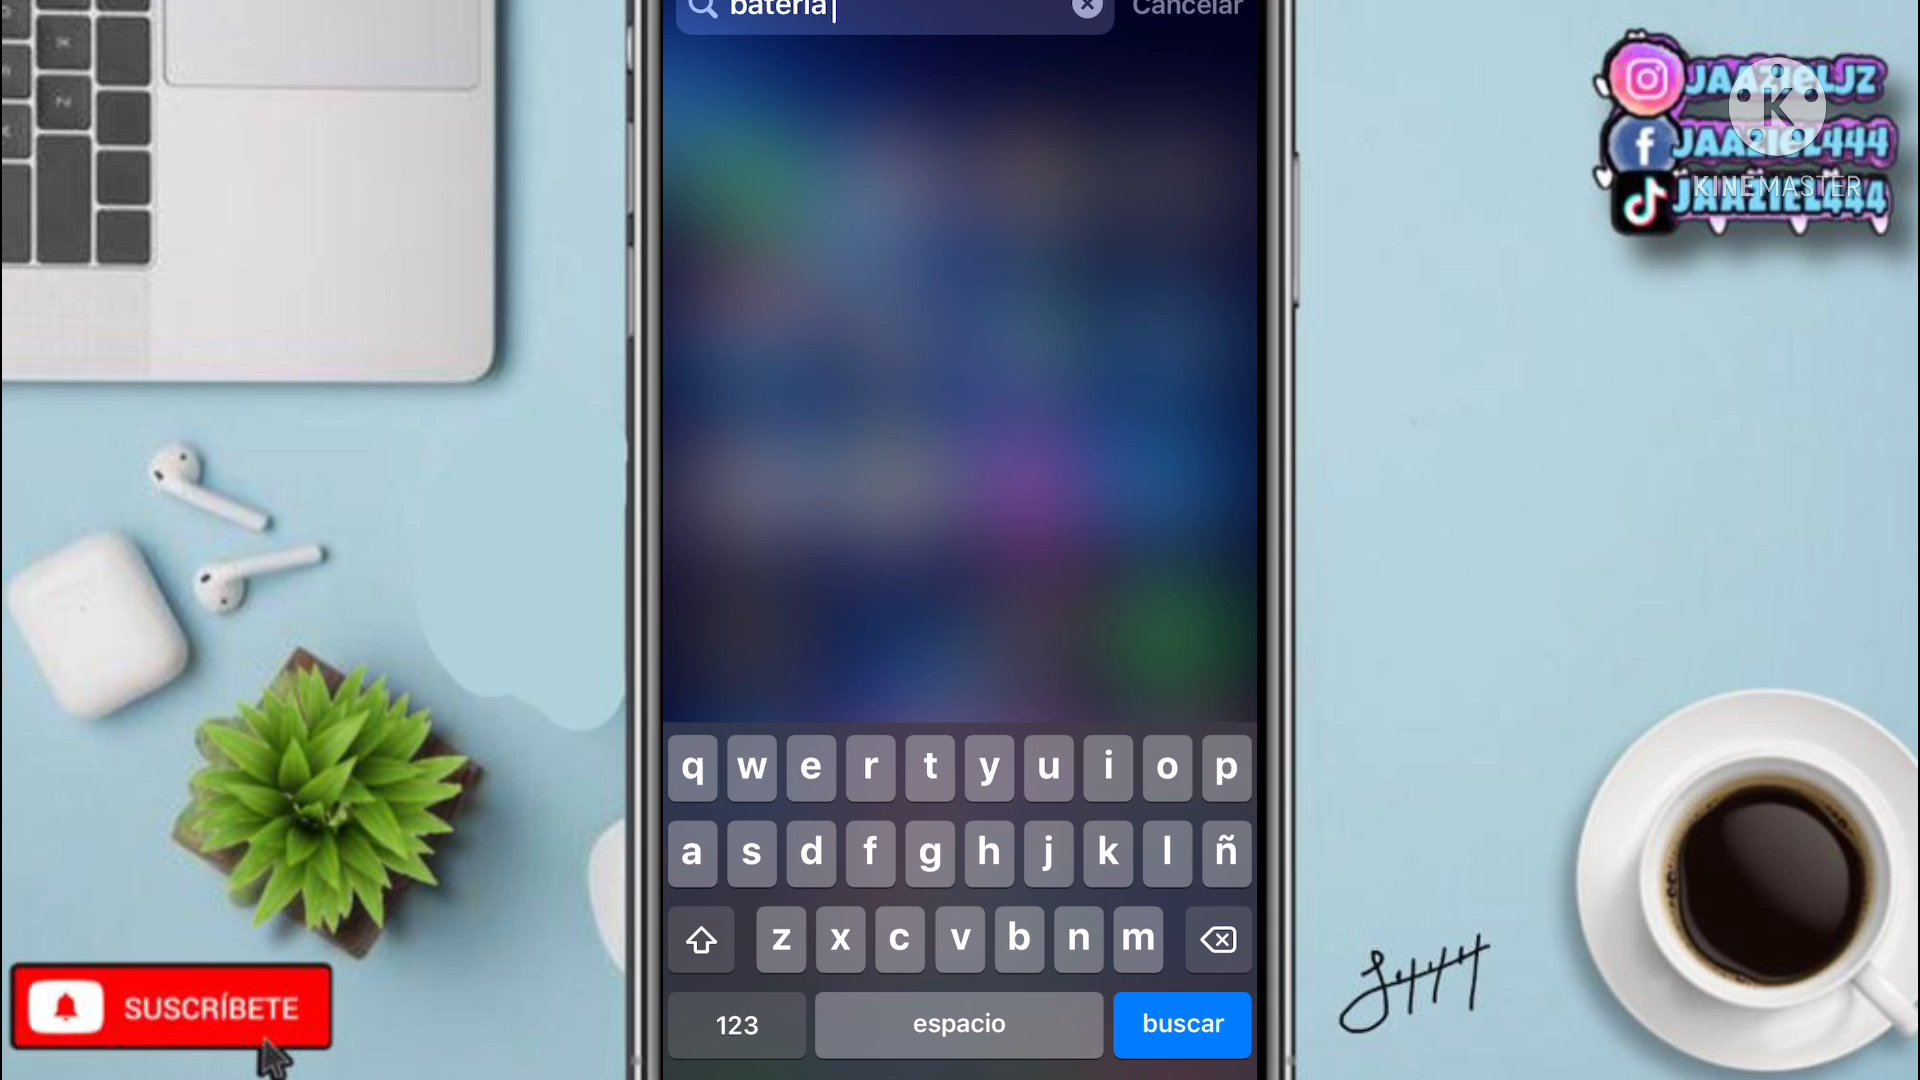 batería
Cancelar
JAAZIELJZ
JAAZIEL444
KINEMASTER
JAAZIEL444
q w e r t y u i o p
a s d f g h j k l ñ
z x c v b n m
123 espacio buscar
SUSCRÍBETE